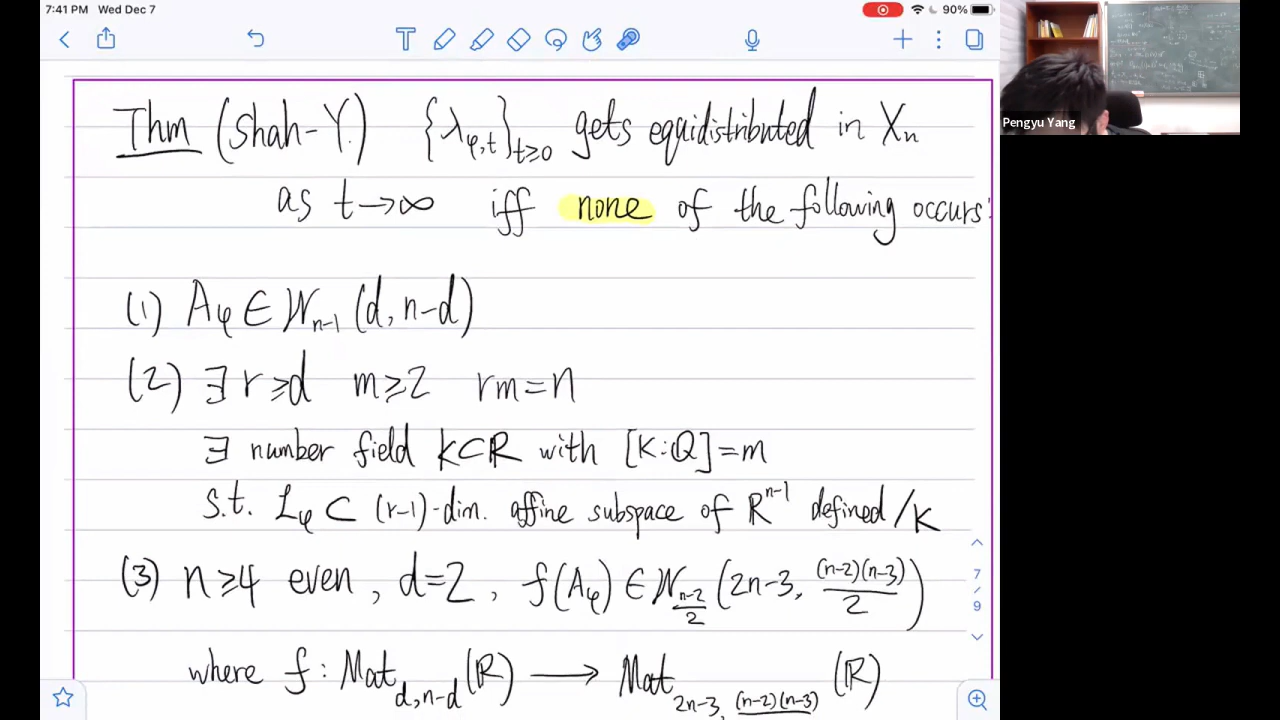 7:41 PM Wed Dec 7
90%
Thm (Shah-Y.) {λ_{φ,t}}_{t≥0} gets equidistributed in X_n
as t→∞ iff none of the following occurs:
(1) A_φ ∈ W_{n-1} (d, n-d)
(2) ∃ r≥d m≥2 rm=n
∃ number field K⊂R with [K:Q]=m
s.t. L_φ ⊂ (r-1)-dim. affine subspace of R^{n-1} defined /K
(3) n≥4 even, d=2, f(A_φ) ∈ W_{\frac{n-2}{2}} (2n-3, \frac{(n-2)(n-3)}{2})
where f: Mat_{d,n-d}(R) ⟶ Mat_{2n-3, (n-2)(n-3)} (R)
7
/
9
Pengyu Yang